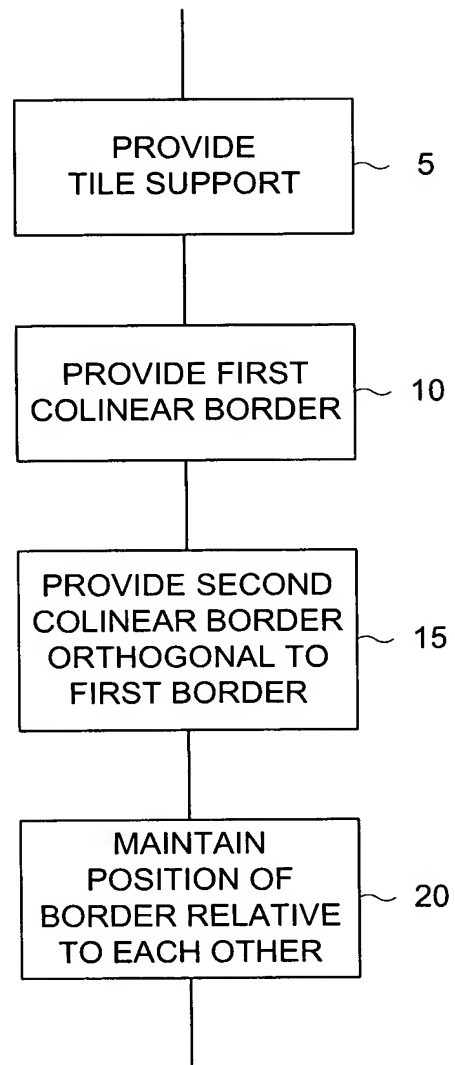 PROVIDE
TILE SUPPORT
5
PROVIDE FIRST
COLINEAR BORDER
10
PROVIDE SECOND
COLINEAR BORDER
ORTHOGONAL TO
FIRST BORDER
15
MAINTAIN
POSITION OF
BORDER RELATIVE
TO EACH OTHER
20